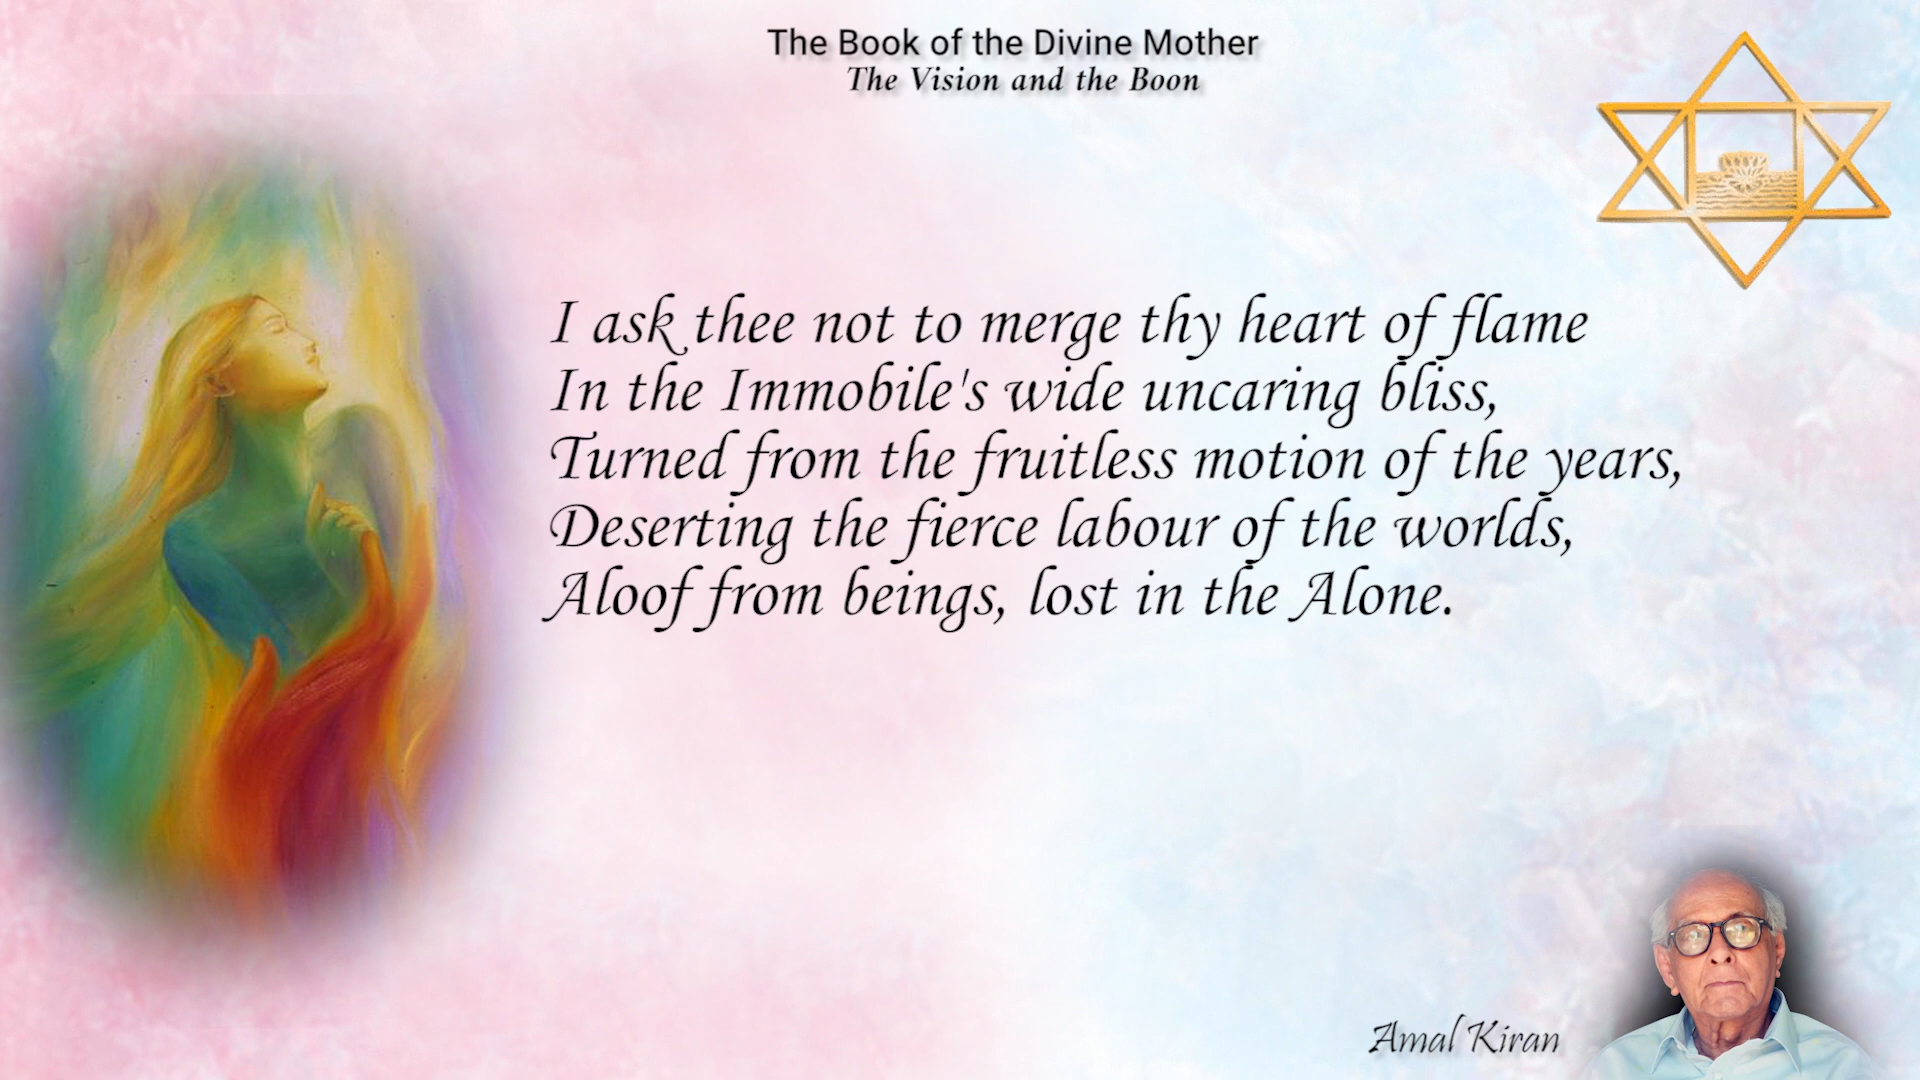 The Book of the Divine Mother
The Vision and the Boon
I ask thee not to merge thy heart of flame
In the Immobile's wide uncaring bliss,
Turned from the fruitless motion of the years,
Deserting the fierce labour of the worlds,
Aloof from beings, lost in the Alone.
Amal Kiran